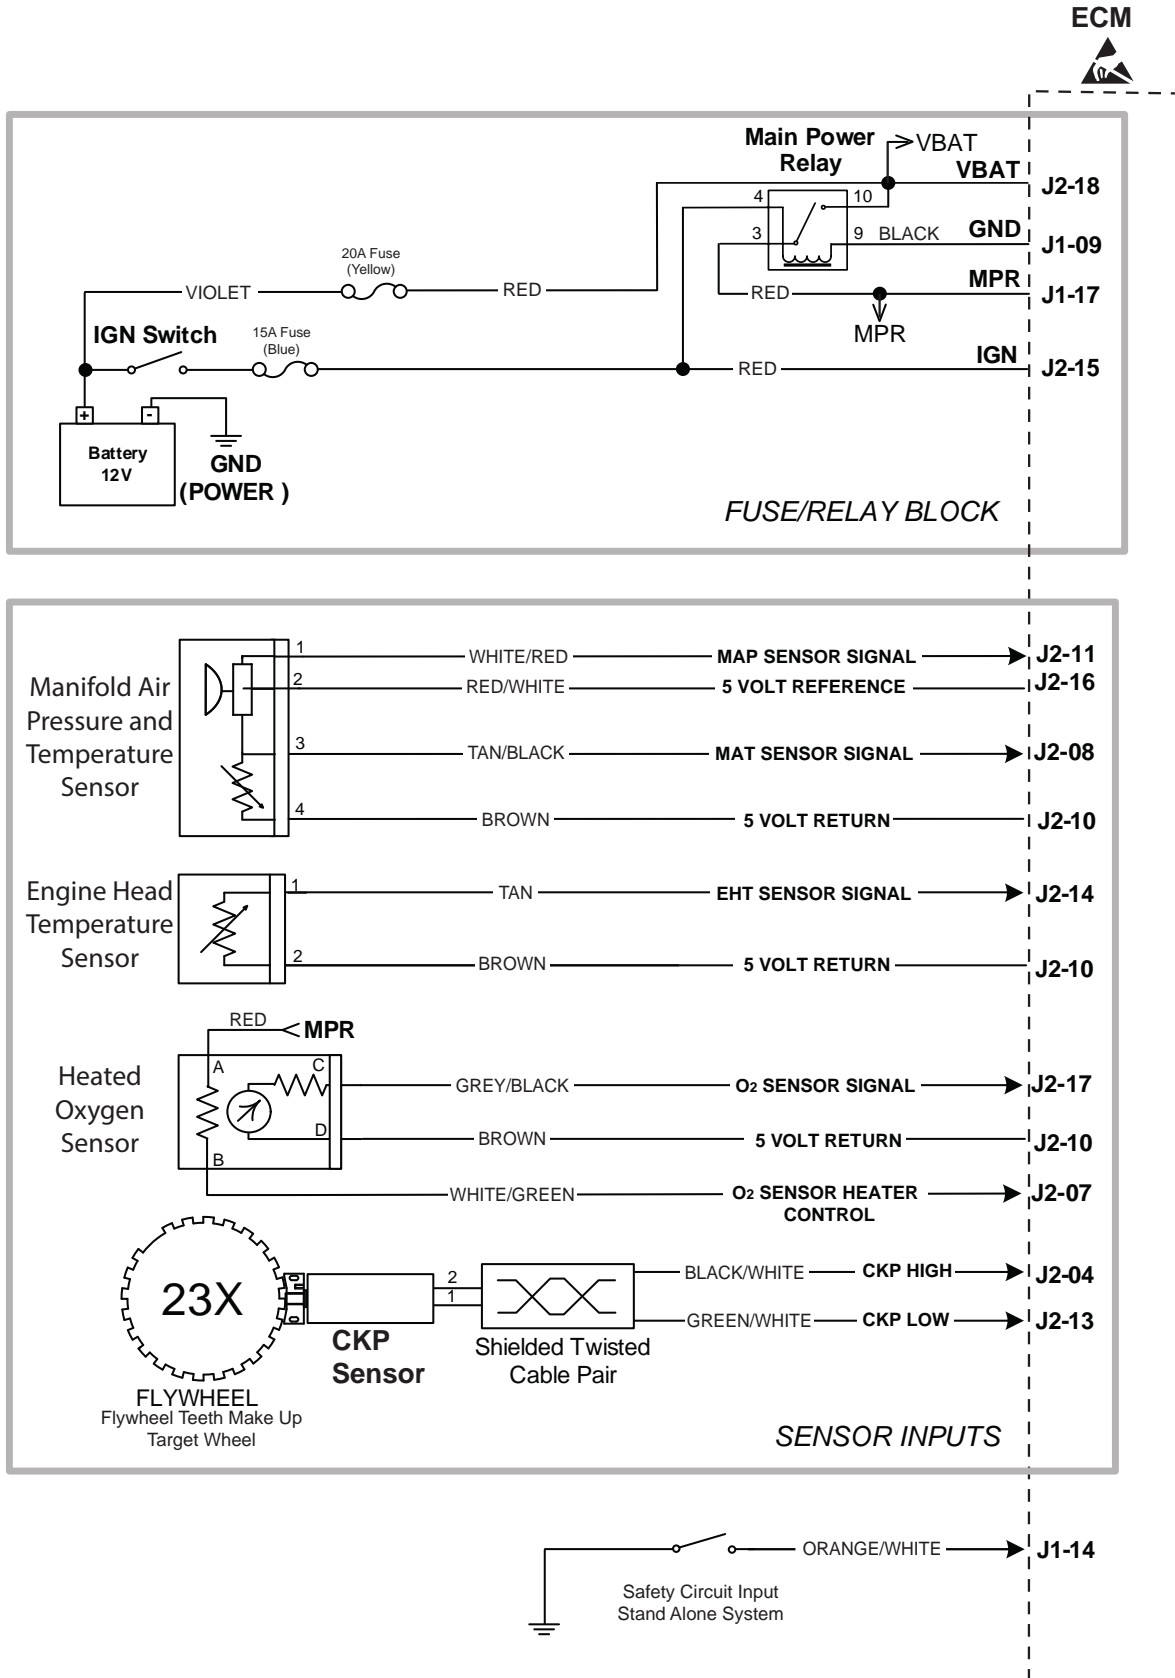 ECM
Main Power
Relay
VBAT
VBAT
J2-18
4
10
3
9
BLACK
GND
J1-09
20A Fuse
(Yellow)
VIOLET
RED
RED
MPR
J1-17
MPR
IGN Switch
15A Fuse
(Blue)
RED
IGN
J2-15
+
-
Battery
12V
GND
(POWER )
FUSE/RELAY BLOCK
Manifold Air
Pressure and
Temperature
Sensor
1
WHITE/RED
MAP SENSOR SIGNAL
J2-11
2
RED/WHITE
5 VOLT REFERENCE
J2-16
3
TAN/BLACK
MAT SENSOR SIGNAL
J2-08
4
BROWN
5 VOLT RETURN
J2-10
Engine Head
Temperature
Sensor
1
TAN
EHT SENSOR SIGNAL
J2-14
2
BROWN
5 VOLT RETURN
J2-10
RED
MPR
Heated
Oxygen
Sensor
A
C
GREY/BLACK
O2 SENSOR SIGNAL
J2-17
D
BROWN
5 VOLT RETURN
J2-10
B
WHITE/GREEN
O2 SENSOR HEATER
CONTROL
J2-07
23X
2
1
CKP
Sensor
Shielded Twisted
Cable Pair
BLACK/WHITE
CKP HIGH
J2-04
GREEN/WHITE
CKP LOW
J2-13
FLYWHEEL
Flywheel Teeth Make Up
Target Wheel
SENSOR INPUTS
ORANGE/WHITE
J1-14
Safety Circuit Input
Stand Alone System